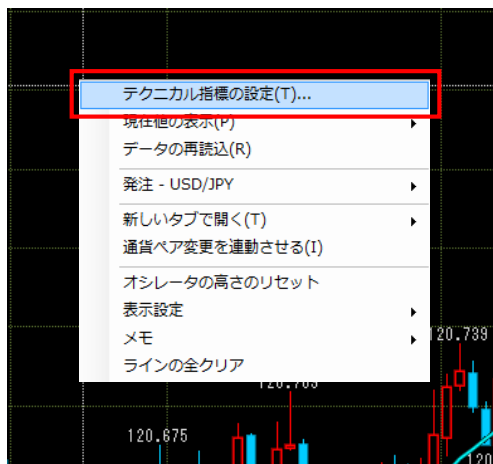 テクニカル指標の設定(T)...
現在値の表示(P)
データの再読込(R)
発注 - USD/JPY
新しいタブで開く(T)
通貨ペア変更を連動させる(I)
オシレータの高さのリセット
表示設定
メモ
120.739
ラインの全クリア
120.675
120